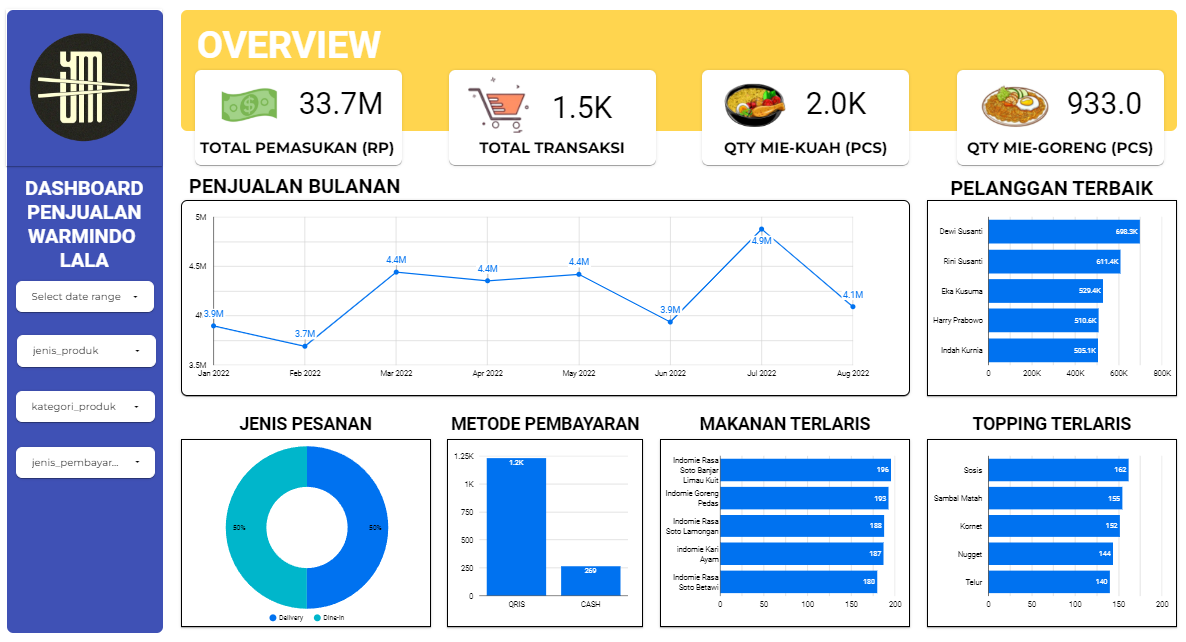 YM
UM
DASHBOARD
PENJUALAN
WARMINDO
LALA
Select date range
jenis_produk
kategori_produk
jenis_pembayar...
OVERVIEW
33.7M
TOTAL PEMASUKAN (RP)
1.5K
TOTAL TRANSAKSI
2.0K
QTY MIE-KUAH (PCS)
933.0
QTY MIE-GORENG (PCS)
PENJUALAN BULANAN
5M
4.5M
4M
3.5M
3.9M
3.7M
4.4M
4.4M
4.4M
3.9M
4.9M
4.1M
Jan 2022
Feb 2022
Mar 2022
Apr 2022
May 2022
Jun 2022
Jul 2022
Aug 2022
PELANGGAN TERBAIK
Dewi Susanti
698.3K
Rini Susanti
611.4K
Eka Kusuma
529.4K
Harry Prabowo
510.6K
Indah Kurnia
505.1K
0
200K
400K
600K
800K
JENIS PESANAN
50%
50%
Delivery
Dine-in
METODE PEMBAYARAN
1.25K
1K
750
500
250
0
1.2K
269
QRIS
CASH
MAKANAN TERLARIS
Indomie Rasa
Soto Banjar
Limau Kuit
196
Indomie Goreng
Pedas
193
Indomie Rasa
Soto Lamongan
188
indomie Kari
Ayam
187
Indomie Rasa
Soto Betawi
180
0
50
100
150
200
TOPPING TERLARIS
Sosis
162
Sambal Matah
155
Kornet
152
Nugget
144
Telur
140
0
50
100
150
200